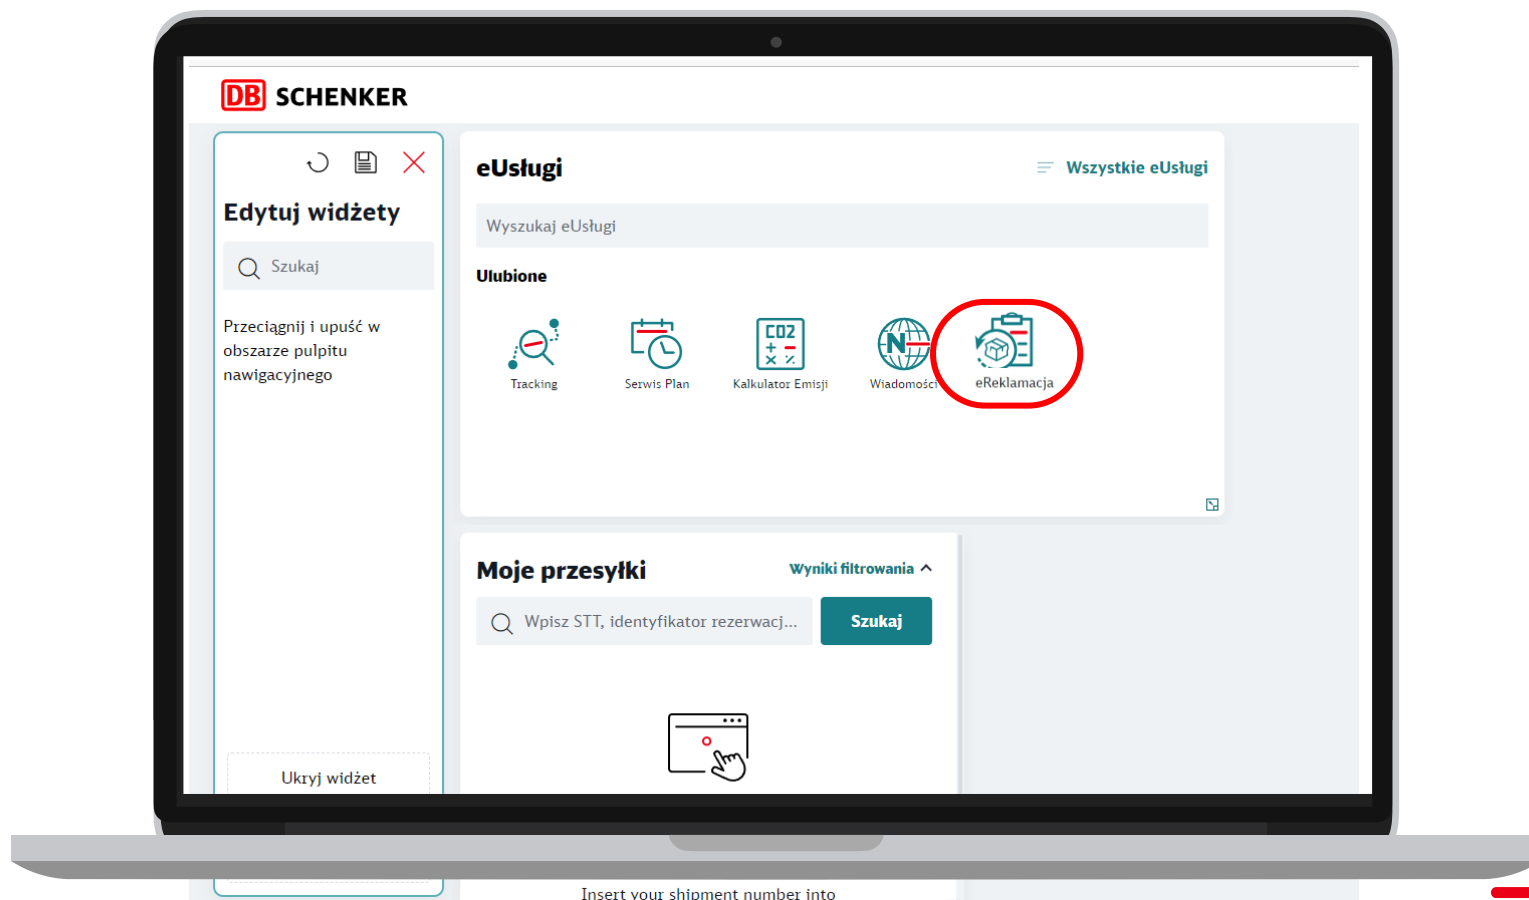 DB SCHENKER
Edytuj widżety
Szukaj
Przeciągnij i upuść w
obszarze pulpitu
nawigacyjnego
Ukryj widżet
eUsługi
Wszystkie eUsługi
Wyszukaj eUsługi
Ulubione
CO2
N
Tracking
Serwis Plan
Kalkulator Emisji
Wiadomości
eReklamacja
Moje przesyłki
Wyniki filtrowania
Wpisz STT, identyfikator rezerwacj...
Szukaj
Insert your shipment number into